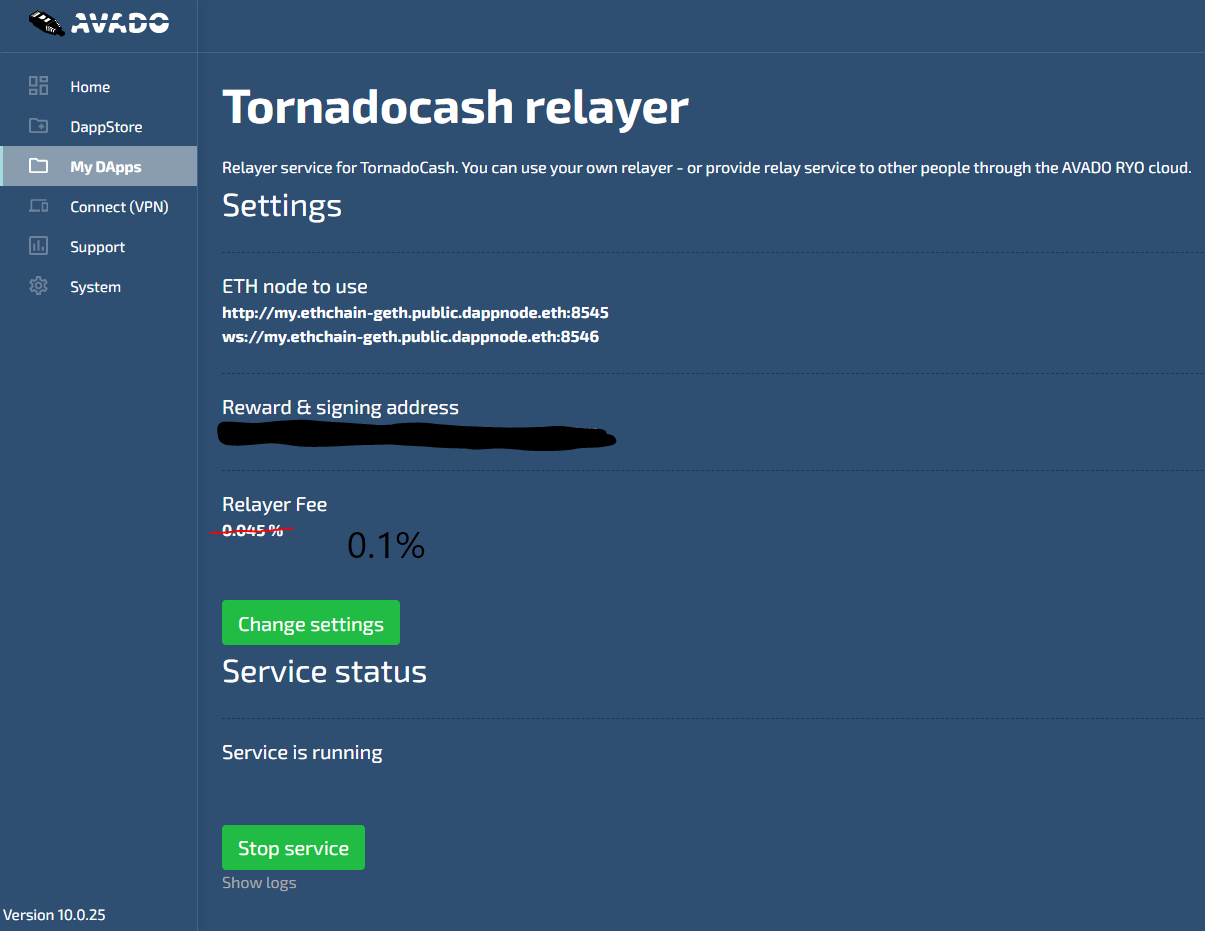 AVADO
Home
DappStore
My DApps
Connect (VPN)
Support
System
Version 10.0.25
Tornadocash relayer
Relayer service for TornadoCash. You can use your own relayer - or provide relay service to other people through the AVADO RYO cloud.
Settings
ETH node to use
http://my.ethchain-geth.public.dappnode.eth:8545
ws://my.ethchain-geth.public.dappnode.eth:8546
Reward & signing address
Relayer Fee
0.045 %
0.1%
Change settings
Service status
Service is running
Stop service
Show logs